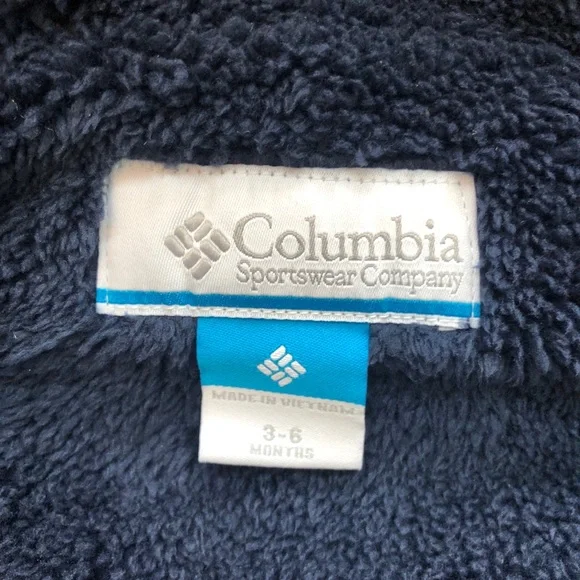 Columbia
Sportswear Company
MADE IN VIETNAM
3-6
MONTHS